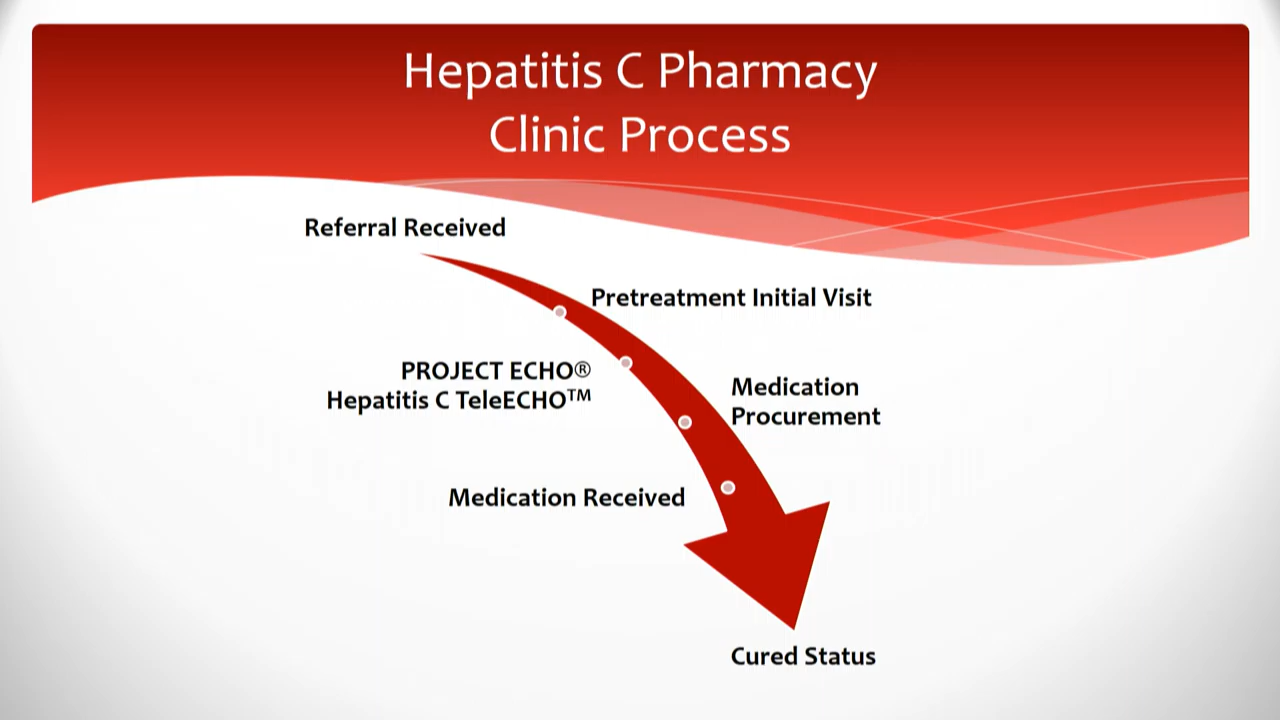 Hepatitis C Pharmacy
Clinic Process
Referral Received
Pretreatment Initial Visit
PROJECT ECHO®
Hepatitis C TeleECHO™
Medication
Procurement
Medication Received
Cured Status